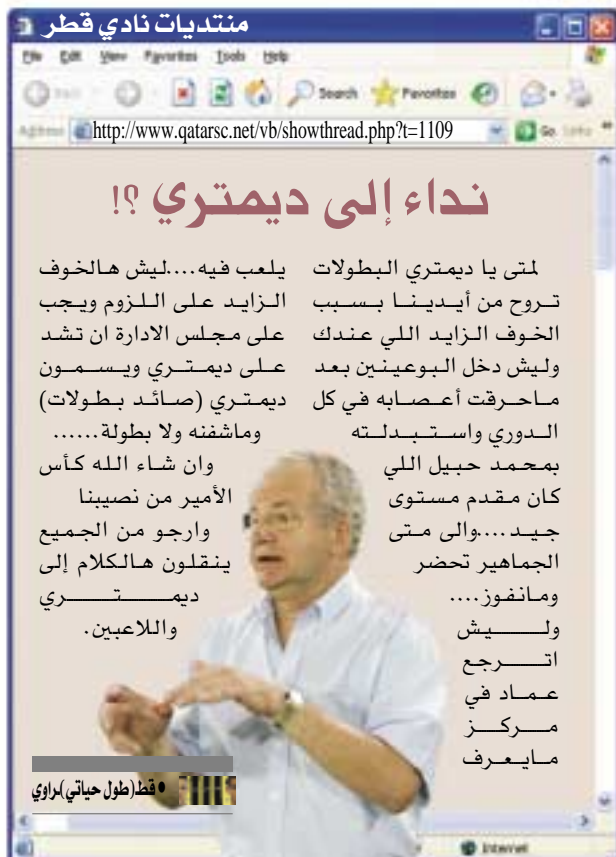 منتديات نادي قطر
File Edit View Favorites Tools Help
Search Favorites
Address http://www.qatarsc.net/vb/showthread.php?t=1109 Go Links
نداء إلى ديمتري ؟!
لمتى يا ديمتري البطولات
تروح من أيدينا بسبب
الخوف الزايد اللي عندك
وليش دخل البوعينين بعد
ماحرقت أعصابه في كل
الدوري واستبدلته
بمحمد حبيل اللي
كان مقدم مستوى
جيد....والى متى
الجماهير تحضر
ومانفوز....
وليش
اترجع
عماد في
مركز
مايعرف
يلعب فيه....ليش هالخوف
الزايد على اللزوم ويجب
على مجلس الادارة ان تشد
على ديمتري ويسمون
ديمتري (صائد بطولات)
وماشفنه ولا بطولة......
وان شاء الله كأس
الأمير من نصيبنا
وارجو من الجميع
ينقلون هالكلام إلى
ديمتري
واللاعبين.
•قط(طول حياتي)راوي
Internet